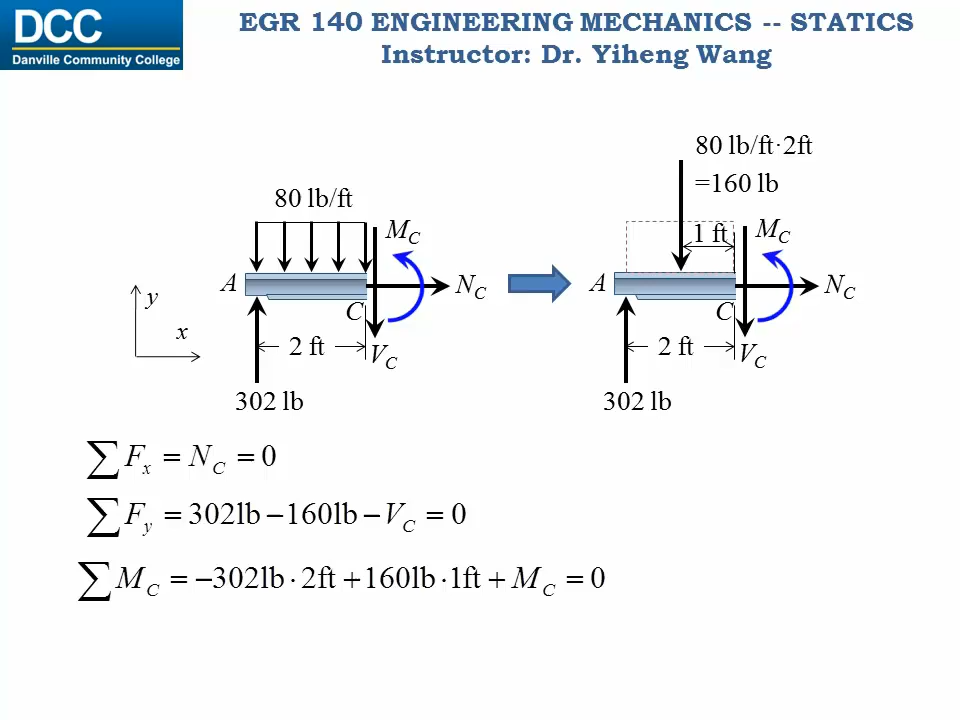 DCC
Danville Community College
EGR 140 ENGINEERING MECHANICS -- STATICS
Instructor: Dr. Yiheng Wang
80 lb/ft
M_C
A
N_C
C
y
x
2 ft
V_C
302 lb
80 lb/ft·2ft
=160 lb
1 ft
M_C
A
N_C
C
2 ft
V_C
302 lb
∑F_x = N_C = 0
∑F_y = 302lb − 160lb − V_C = 0
∑M_C = −302lb · 2ft + 160lb · 1ft + M_C = 0